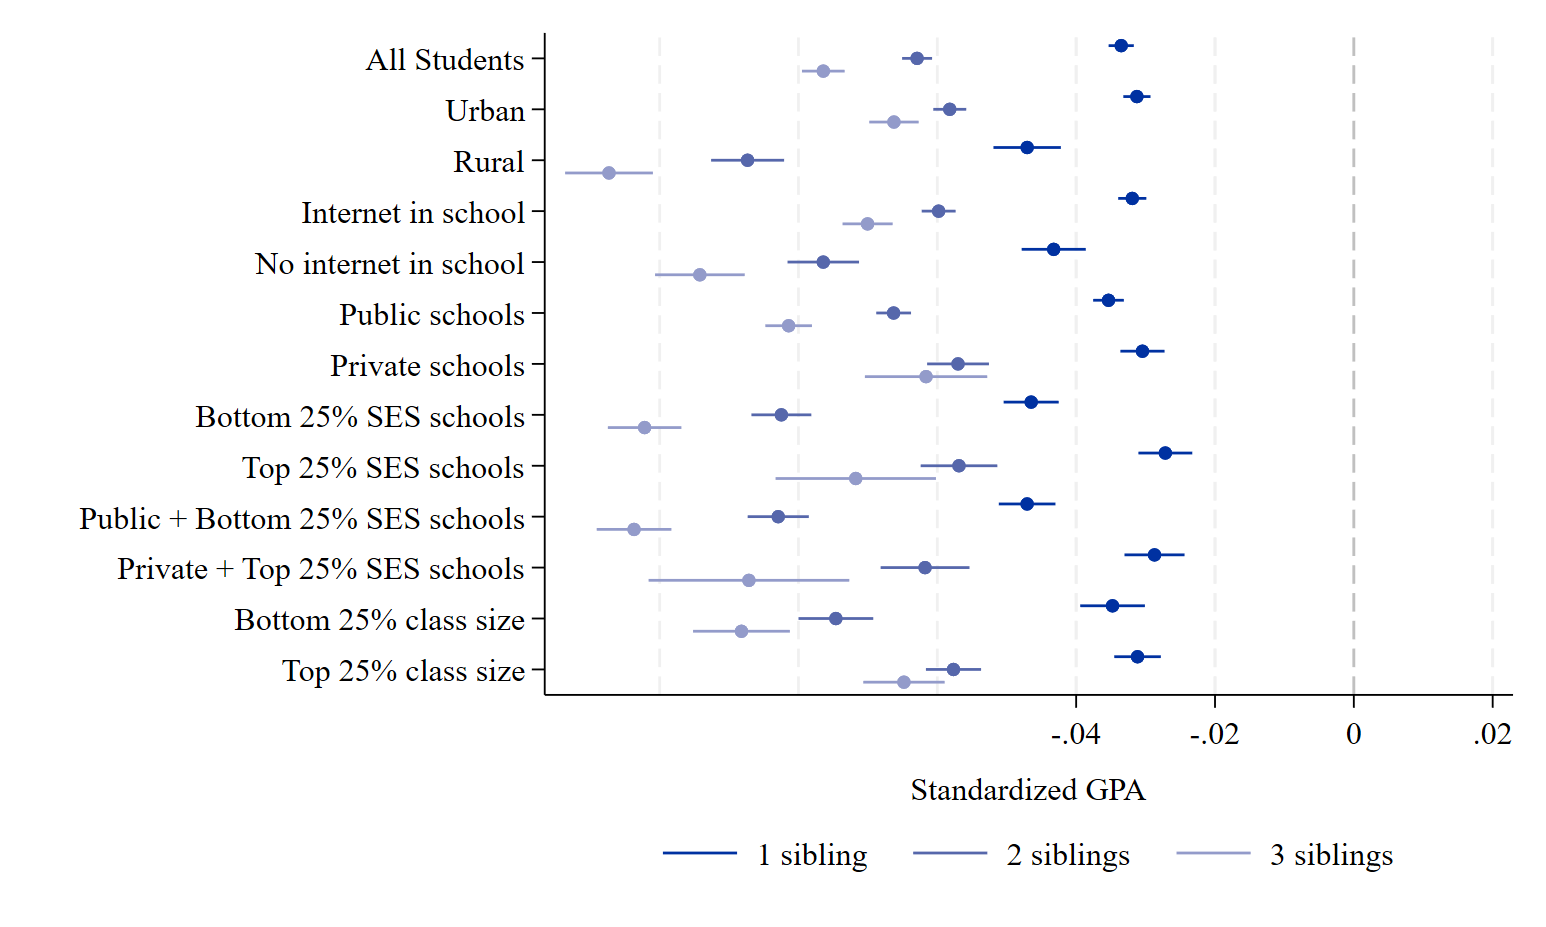 All Students
Urban
Rural
Internet in school
No internet in school
Public schools
Private schools
Bottom 25% SES schools
Top 25% SES schools
Public + Bottom 25% SES schools
Private + Top 25% SES schools
Bottom 25% class size
Top 25% class size
-.04 -.02 0 .02
Standardized GPA
1 sibling 2 siblings 3 siblings